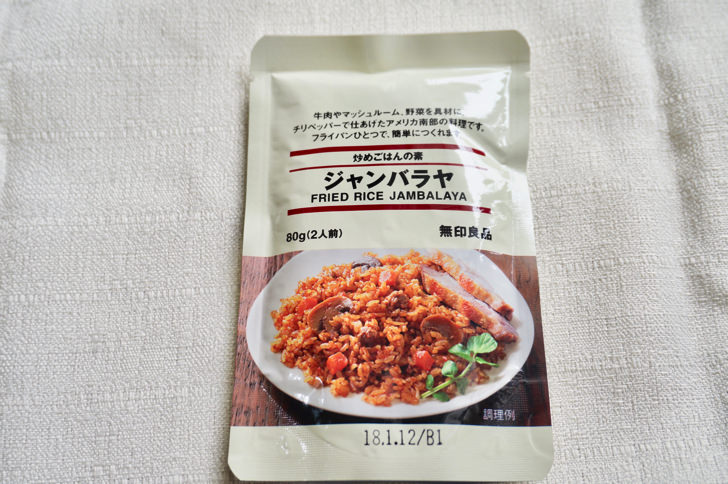 牛肉やマッシュルーム、野菜を具材に
チリペッパーで仕あげたアメリカ南部の料理です。
フライパンひとつで、簡単につくれます
炒めごはんの素
ジャンバラヤ
FRIED RICE JAMBALAYA
80g(2人前)
無印良品
調理例
18.1.12/B1